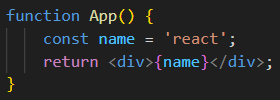 function App() {
    const name = 'react';
    return <div>{name}</div>;
}